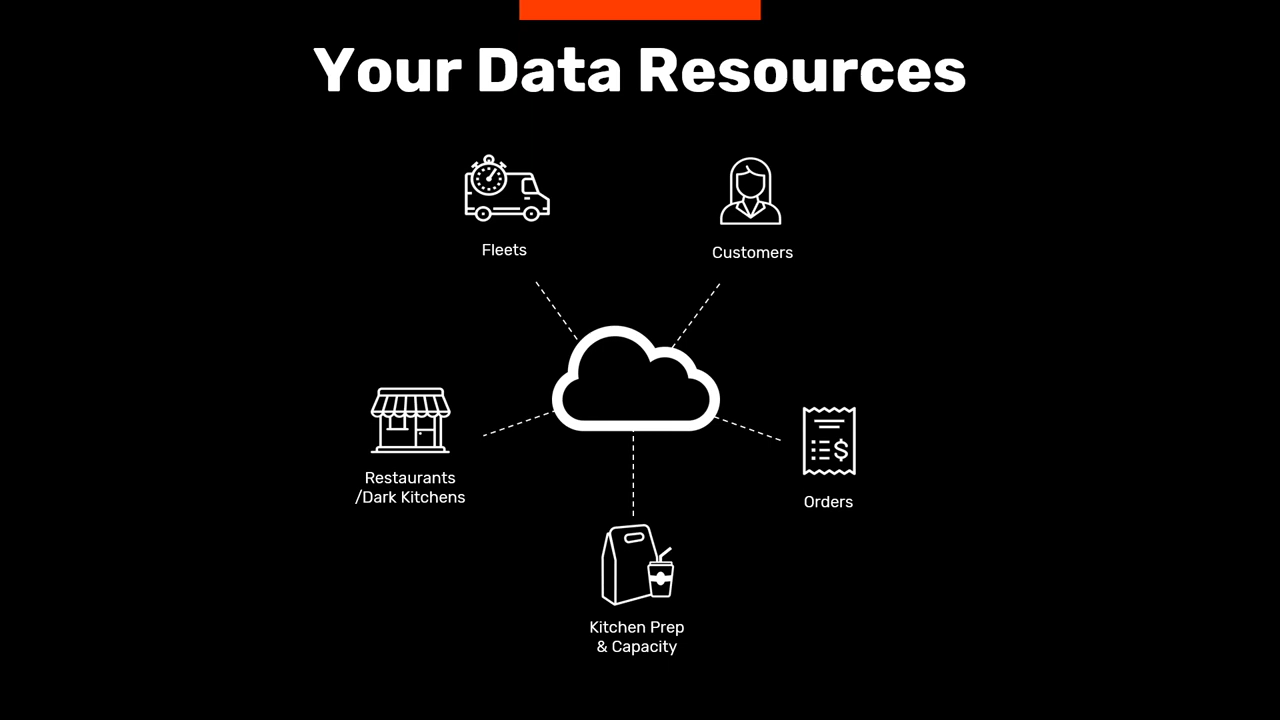 Your Data Resources
Fleets
Customers
Restaurants
/Dark Kitchens
$
Orders
Kitchen Prep
& Capacity